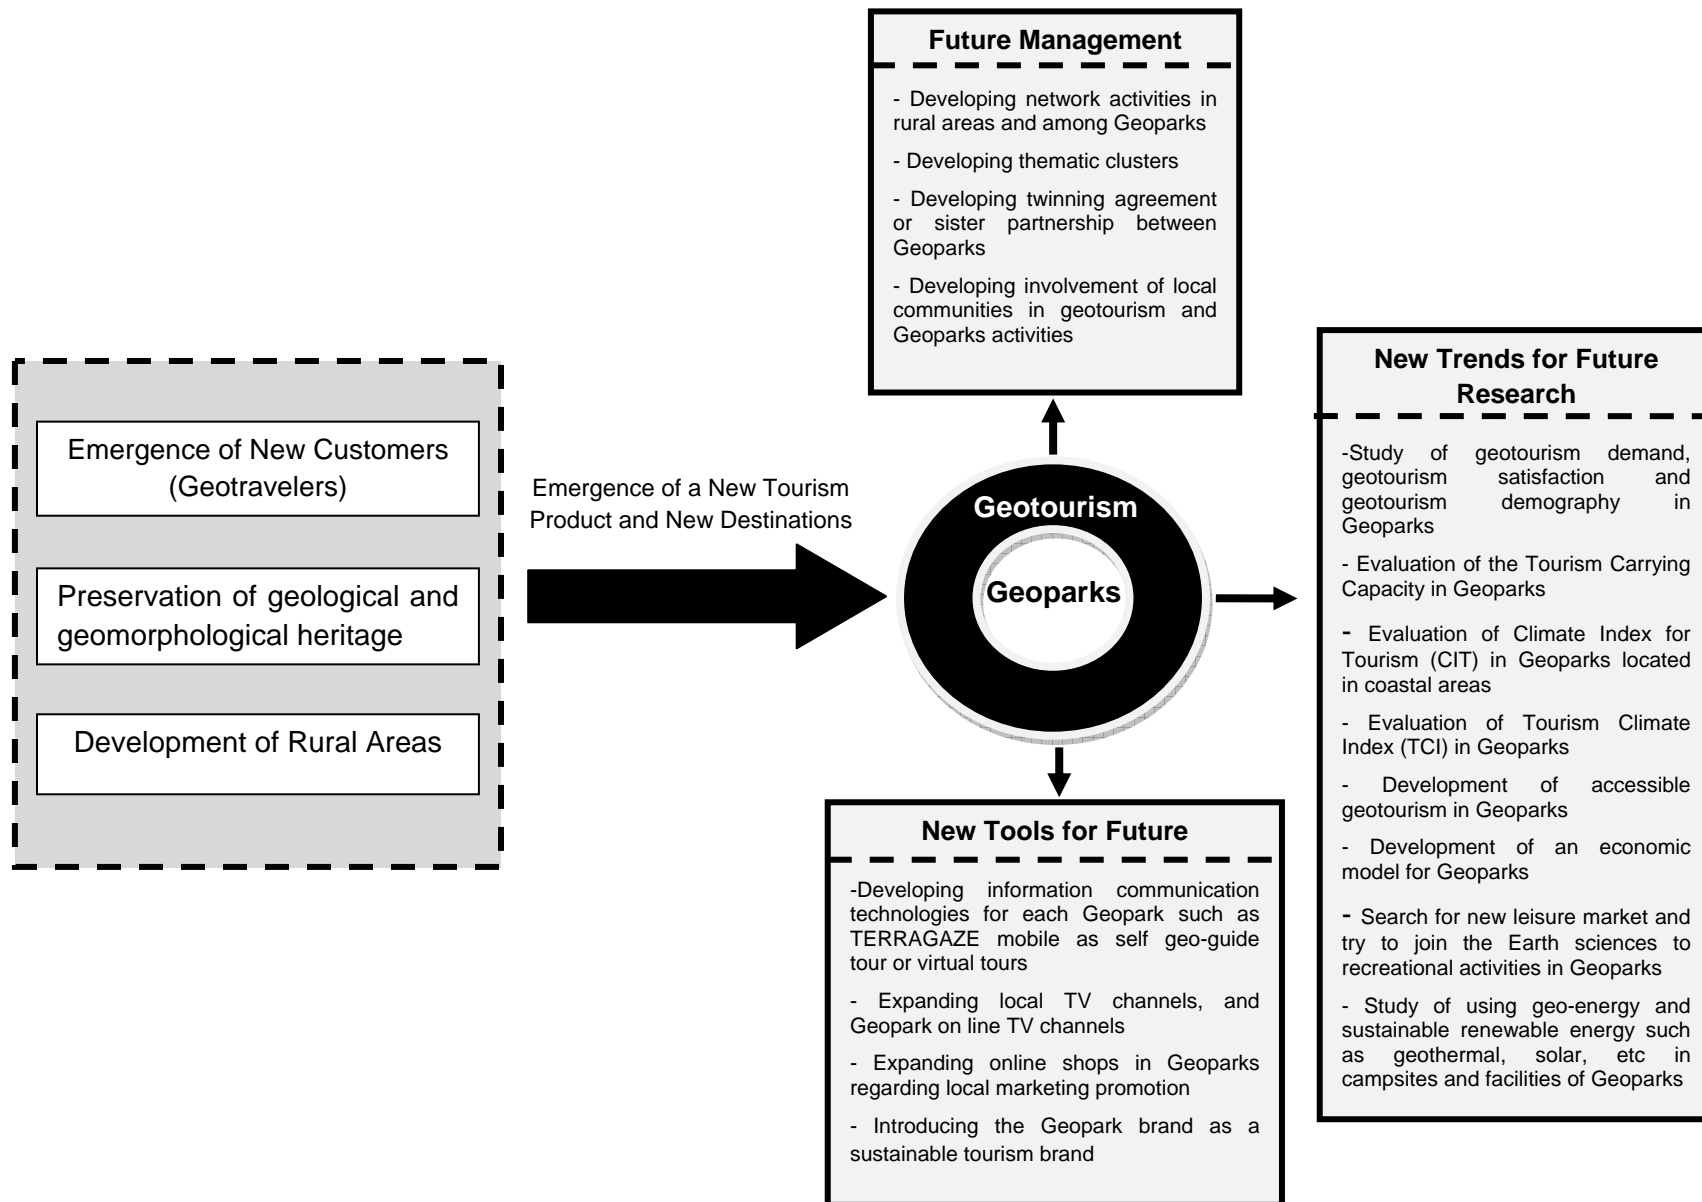 Future Management
- Developing network activities in
rural areas and among Geoparks
- Developing thematic clusters
- Developing twinning agreement
or sister partnership between
Geoparks
- Developing involvement of local
communities in geotourism and
Geoparks activities
Emergence of New Customers
(Geotravelers)
Preservation of geological and
geomorphological heritage
Development of Rural Areas
Emergence of a New Tourism
Product and New Destinations
Geotourism
Geoparks
New Trends for Future
Research
-Study of geotourism demand,
geotourism satisfaction and
geotourism demography in
Geoparks
- Evaluation of the Tourism Carrying
Capacity in Geoparks
- Evaluation of Climate Index for
Tourism (CIT) in Geoparks located
in coastal areas
- Evaluation of Tourism Climate
Index (TCI) in Geoparks
- Development of accessible
geotourism in Geoparks
- Development of an economic
model for Geoparks
- Search for new leisure market and
try to join the Earth sciences to
recreational activities in Geoparks
- Study of using geo-energy and
sustainable renewable energy such
as geothermal, solar, etc in
campsites and facilities of Geoparks
New Tools for Future
-Developing information communication
technologies for each Geopark such as
TERRAGAZE mobile as self geo-guide
tour or virtual tours
- Expanding local TV channels, and
Geopark on line TV channels
- Expanding online shops in Geoparks
regarding local marketing promotion
- Introducing the Geopark brand as a
sustainable tourism brand